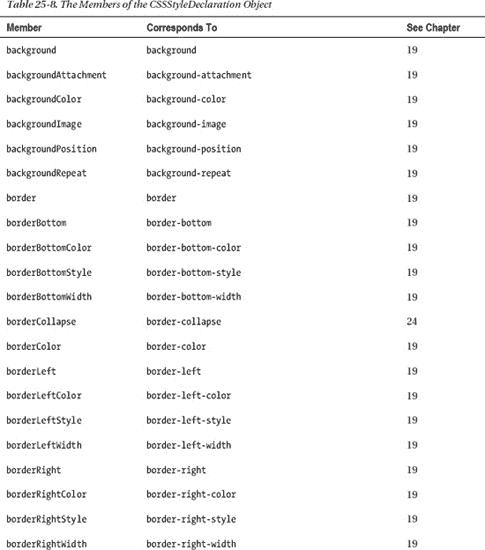 Table 25-8. The Members of the CSSStyleDeclaration Object
Member Corresponds To See Chapter
background background 19
backgroundAttachment background-attachment 19
backgroundColor background-color 19
backgroundImage background-image 19
backgroundPosition background-position 19
backgroundRepeat background-repeat 19
border border 19
borderBottom border-bottom 19
borderBottomColor border-bottom-color 19
borderBottomStyle border-bottom-style 19
borderBottomWidth border-bottom-width 19
borderCollapse border-collapse 24
borderColor border-color 19
borderLeft border-left 19
borderLeftColor border-left-color 19
borderLeftStyle border-left-style 19
borderLeftWidth border-left-width 19
borderRight border-right 19
borderRightColor border-right-color 19
borderRightStyle border-right-style 19
borderRightWidth border-right-width 19